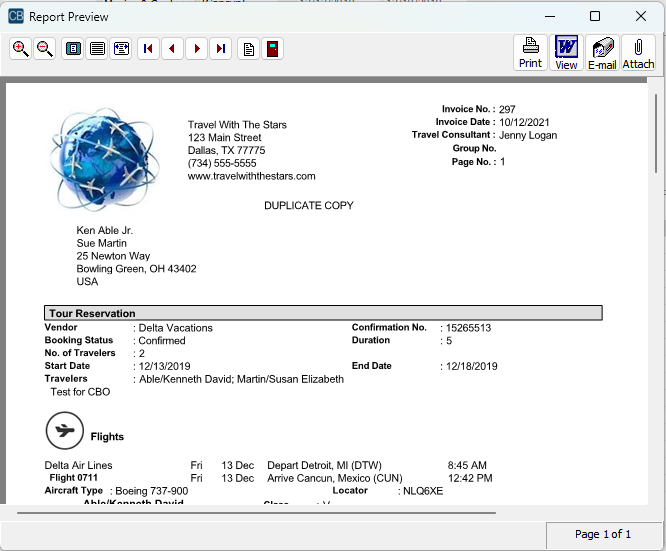 CB Report Preview
Print View E-mail Attach
Invoice No. : 297
Travel With The Stars Invoice Date : 10/12/2021
123 Main Street Travel Consultant : Jenny Logan
Dallas, TX 77775 Group No.
(734) 555-5555 Page No. : 1
www.travelwiththestars.com
DUPLICATE COPY
Ken Able Jr.
Sue Martin
25 Newton Way
Bowling Green, OH 43402
USA
Tour Reservation
Vendor : Delta Vacations Confirmation No. : 15265513
Booking Status : Confirmed Duration : 5
No. of Travelers : 2
Start Date : 12/13/2019 End Date : 12/18/2019
Travelers : Able/Kenneth David; Martin/Susan Elizabeth
Test for CBO
Flights
Delta Air Lines Fri 13 Dec Depart Detroit, MI (DTW) 8:45 AM
Flight 0711 Fri 13 Dec Arrive Cancun, Mexico (CUN) 12:42 PM
Aircraft Type : Boeing 737-900 Locator : NLQ6XE
Able/Kenneth David Class : V
Page 1 of 1